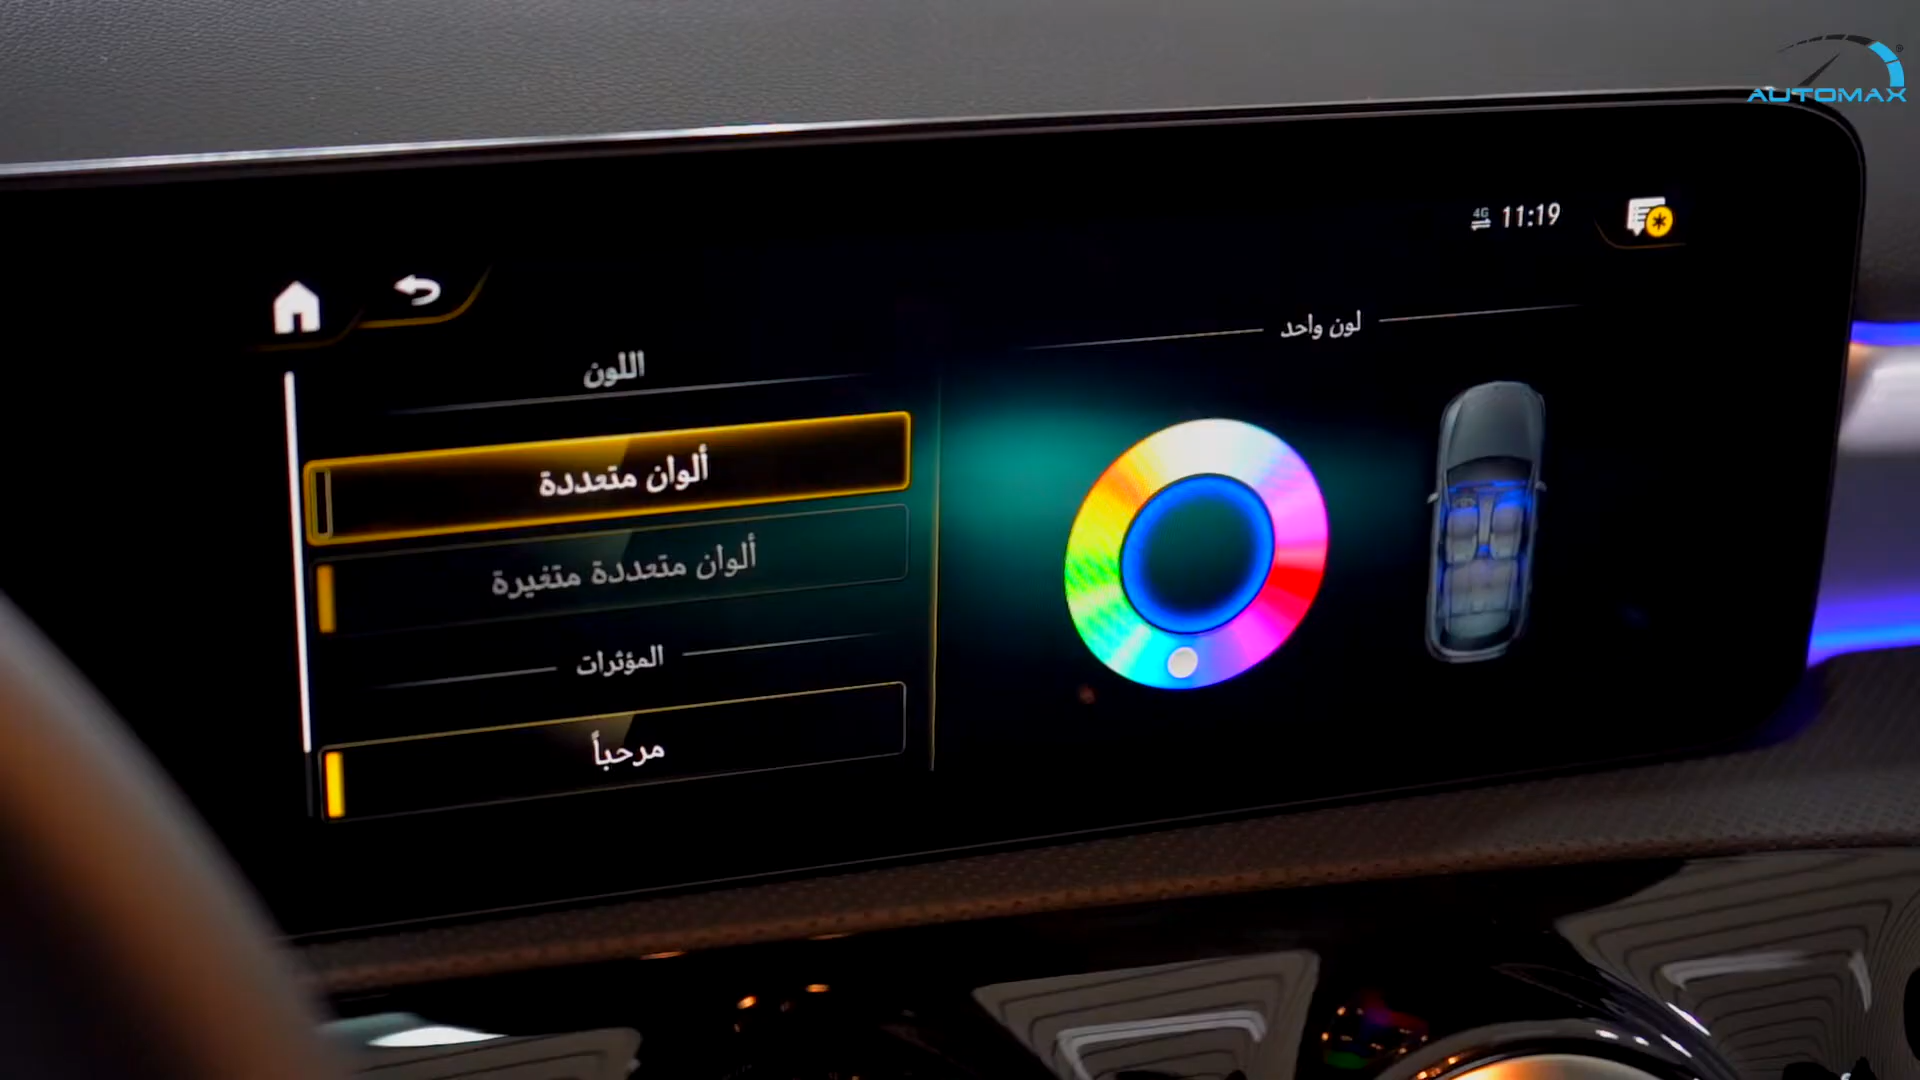 AUTOMAX
4G 11:19
لون واحد
اللون
ألوان متعددة
ألوان متعددة متغيرة
المؤثرات
مرحباً